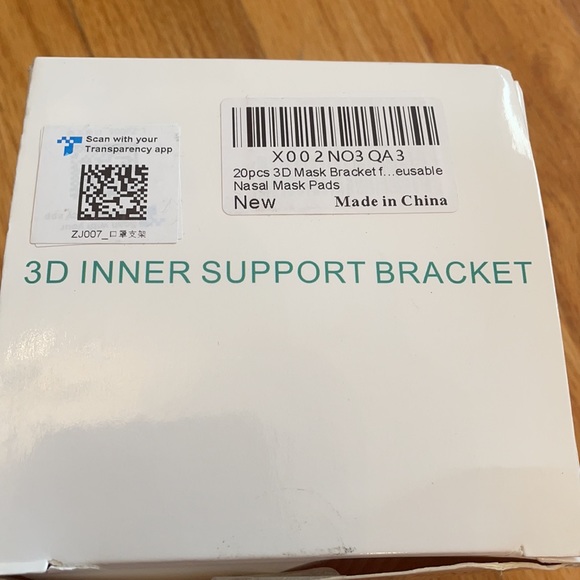 Scan with your
Transparency app
ZJ007_口罩支架
X002NO3QA3
20pcs 3D Mask Bracket f...eusable
Nasal Mask Pads
New Made in China
3D INNER SUPPORT BRACKET